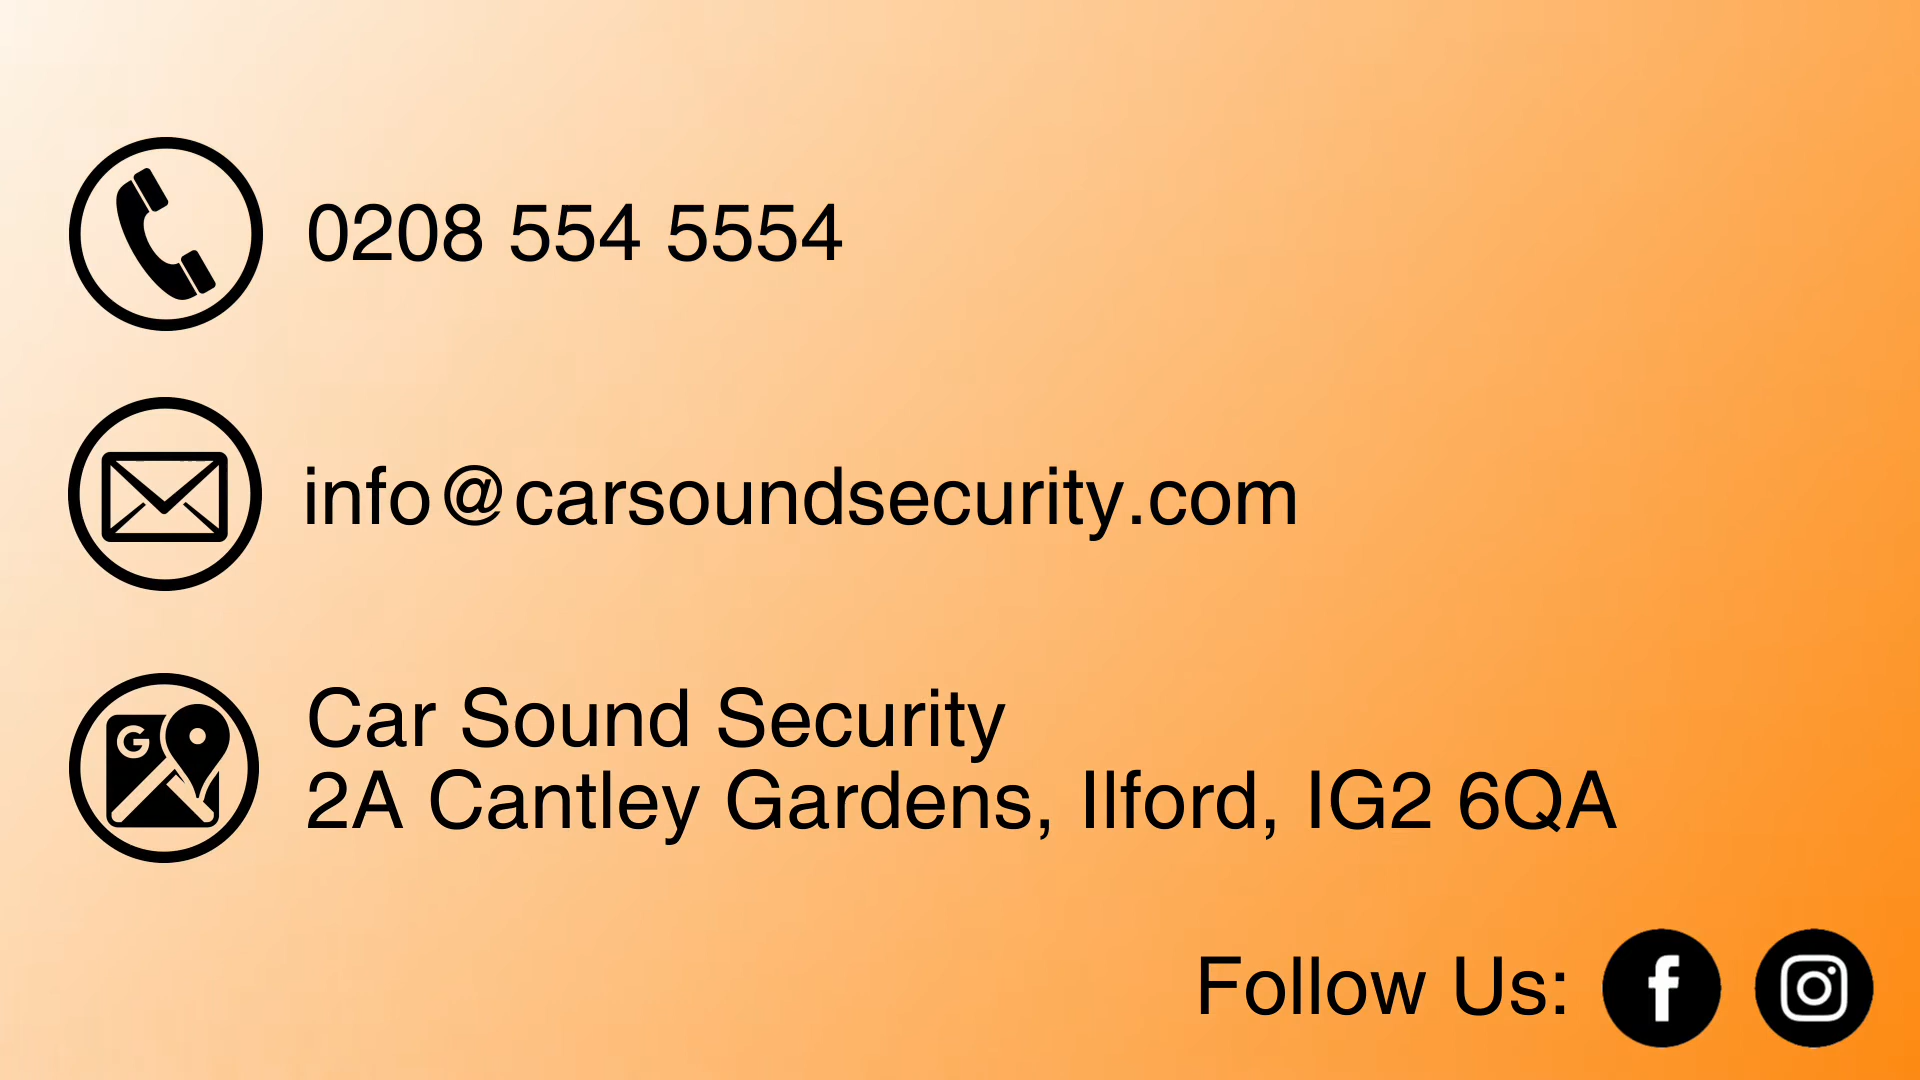 0208 554 5554
info@carsoundsecurity.com
Car Sound Security
2A Cantley Gardens, Ilford, IG2 6QA
Follow Us: